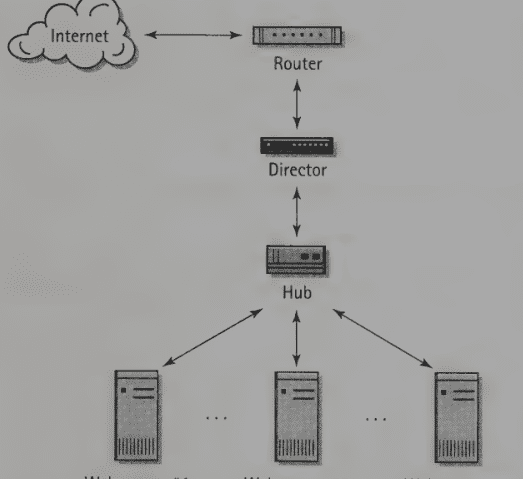 Internet
Router
Director
Hub
...
...